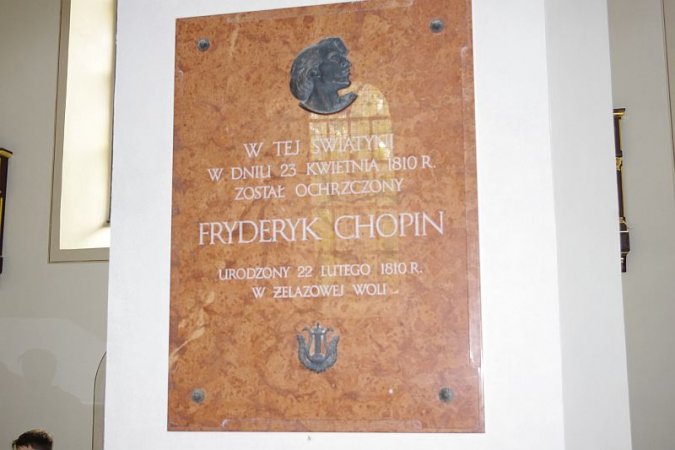 W TEJ ŚWIĄTYNI
W DNIU 23 KWIETNIA 1810 R.
ZOSTAŁ OCHRZCZONY
FRYDERYK CHOPIN
URODZONY 22 LUTEGO 1810 R.
W ŻELAZOWEJ WOLI